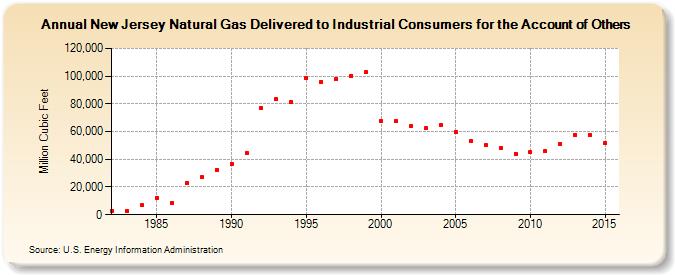 Annual New Jersey Natural Gas Delivered to Industrial Consumers for the Account of Others
Million Cubic Feet
120,000
100,000
80,000
60,000
40,000
20,000
0
1985 1990 1995 2000 2005 2010 2015
Source: U.S. Energy Information Administration